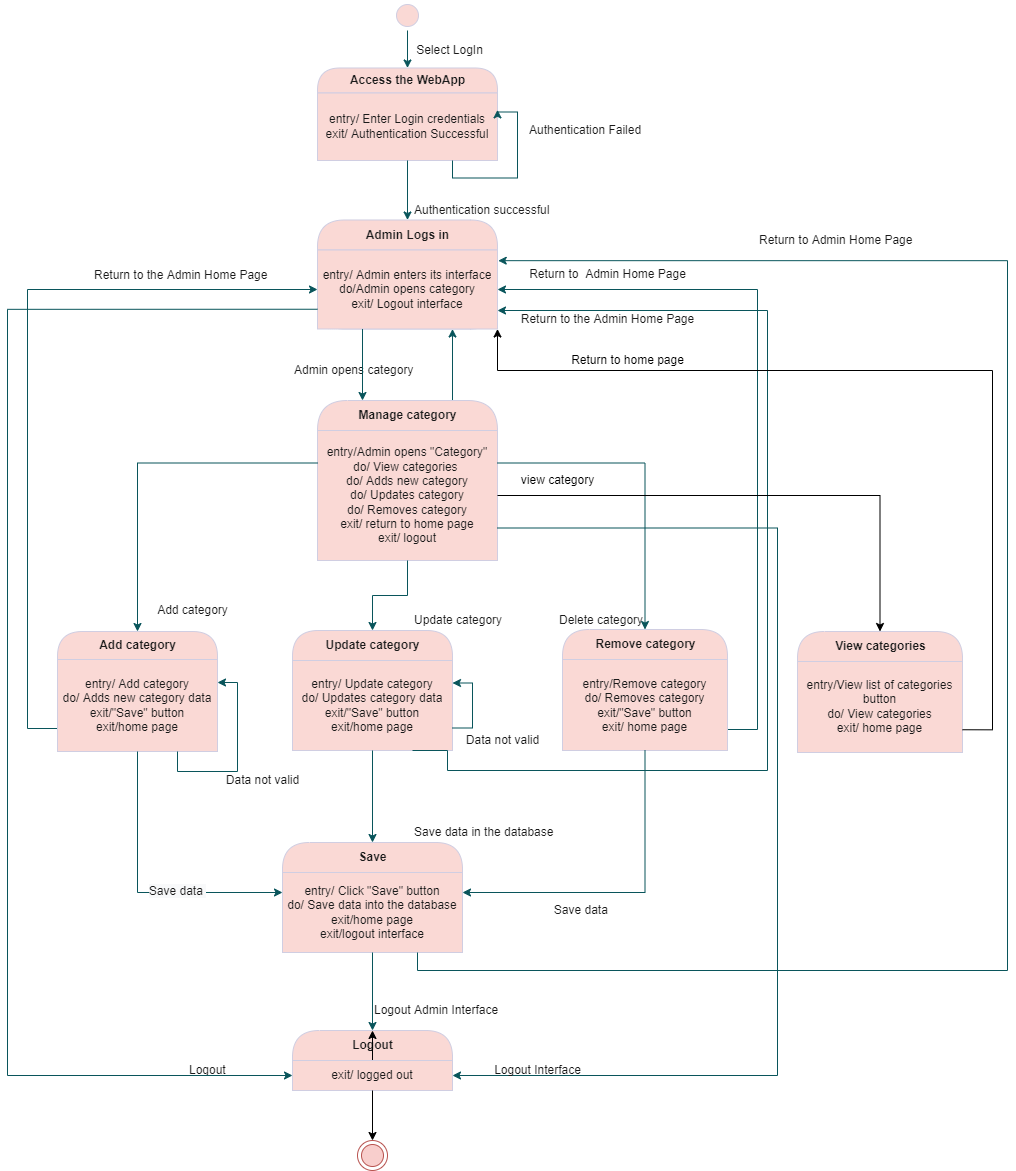 Select LogIn
Access the WebApp
entry/ Enter Login credentials
exit/ Authentication Successful
Authentication Failed
Authentication successful
Admin Logs in
entry/ Admin enters its interface
do/Admin opens category
exit/ Logout interface
Return to Admin Home Page
Return to the Admin Home Page
Return to  Admin Home Page
Return to the Admin Home Page
Return to home page
Admin opens category
Manage category
entry/Admin opens "Category"
do/ View categories
do/ Adds new category
do/ Updates category
do/ Removes category
exit/ return to home page
exit/ logout
view category
Add category
Update category
Delete category
Add category
entry/ Add category
do/ Adds new category data
exit/"Save" button
exit/home page
Data not valid
Update category
entry/ Update category
do/ Updates category data
exit/"Save" button
exit/home page
Data not valid
Remove category
entry/Remove category
do/ Removes category
exit/"Save" button
exit/ home page
View categories
entry/View list of categories
button
do/ View categories
exit/ home page
Save data in the database
Save
entry/ Click "Save" button
do/ Save data into the database
exit/home page
exit/logout interface
Save data
Save data
Logout Admin Interface
Logout
exit/ logged out
Logout
Logout Interface